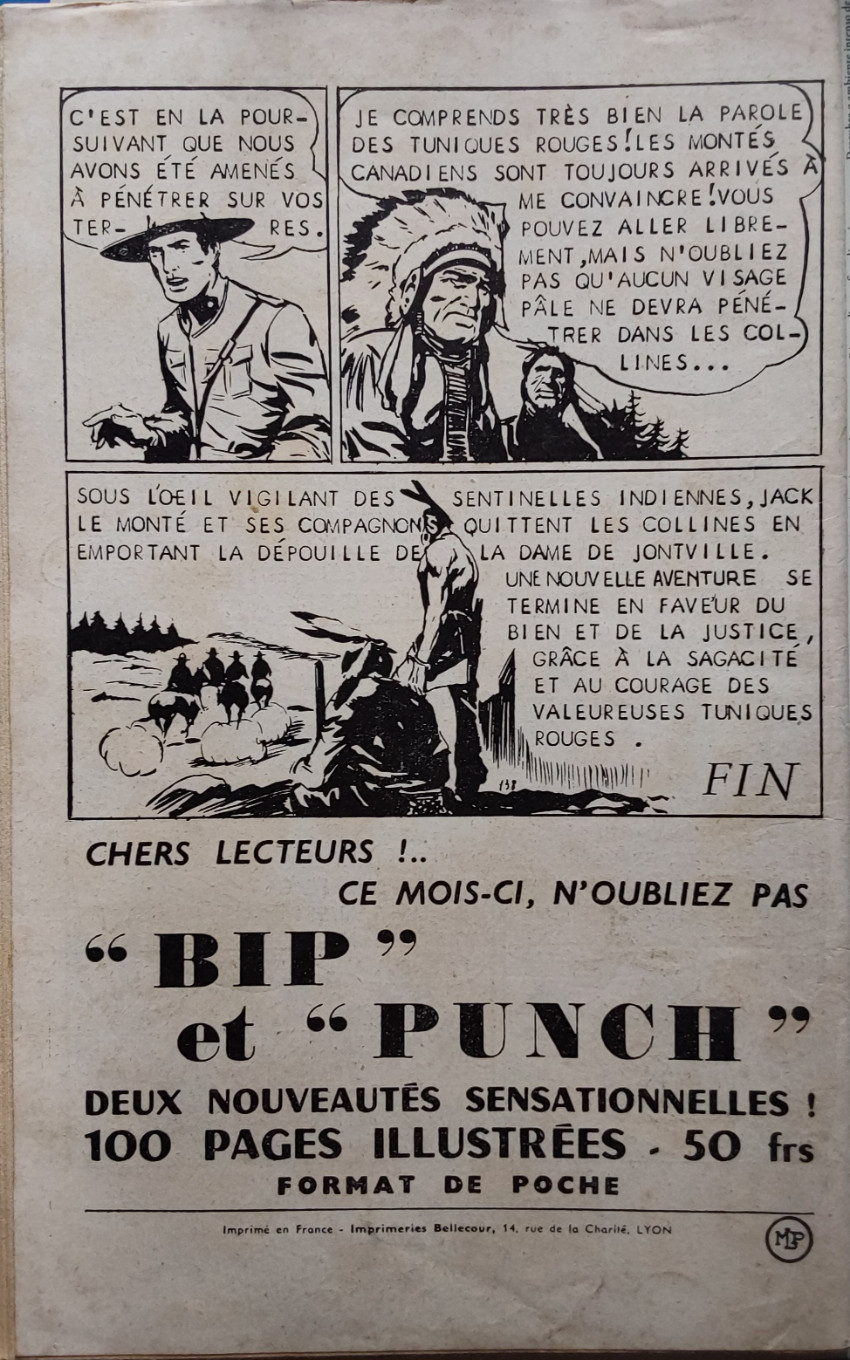 C'EST EN LA POUR-
SUIVANT QUE NOUS
AVONS ÉTÉ AMENÉS
À PÉNÉTRER SUR VOS
TER- RES.
JE COMPRENDS TRÈS BIEN LA PAROLE
DES TUNIQUES ROUGES! LES MONTÉS
CANADIENS SONT TOUJOURS ARRIVÉS À
ME CONVAINCRE! VOUS
POUVEZ ALLER LIBRE-
MENT, MAIS N'OUBLIEZ
PAS QU'AUCUN VISAGE
PÂLE NE DEVRA PÉNÉ-
TRER DANS LES COL-
LINES...
SOUS L'OEIL VIGILANT DES SENTINELLES INDIENNES, JACK
LE MONTÉ ET SES COMPAGNONS QUITTENT LES COLLINES EN
EMPORTANT LA DÉPOUILLE DE LA DAME DE JONTVILLE.
UNE NOUVELLE AVENTURE SE
TERMINE EN FAVEUR DU
BIEN ET DE LA JUSTICE,
GRÂCE À LA SAGACITÉ
ET AU COURAGE DES
VALEUREUSES TUNIQUES
ROUGES.
138
FIN
CHERS LECTEURS !..
CE MOIS-CI, N'OUBLIEZ PAS
“ BIP ”
et “ PUNCH ”
DEUX NOUVEAUTÉS SENSATIONNELLES !
100 PAGES ILLUSTRÉES - 50 frs
FORMAT DE POCHE
Imprimé en France - Imprimeries Bellecour, 14, rue de la Charité, LYON